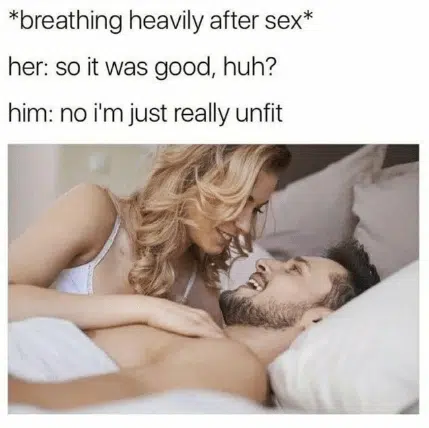 *breathing heavily after sex*
her: so it was good, huh?
him: no i'm just really unfit